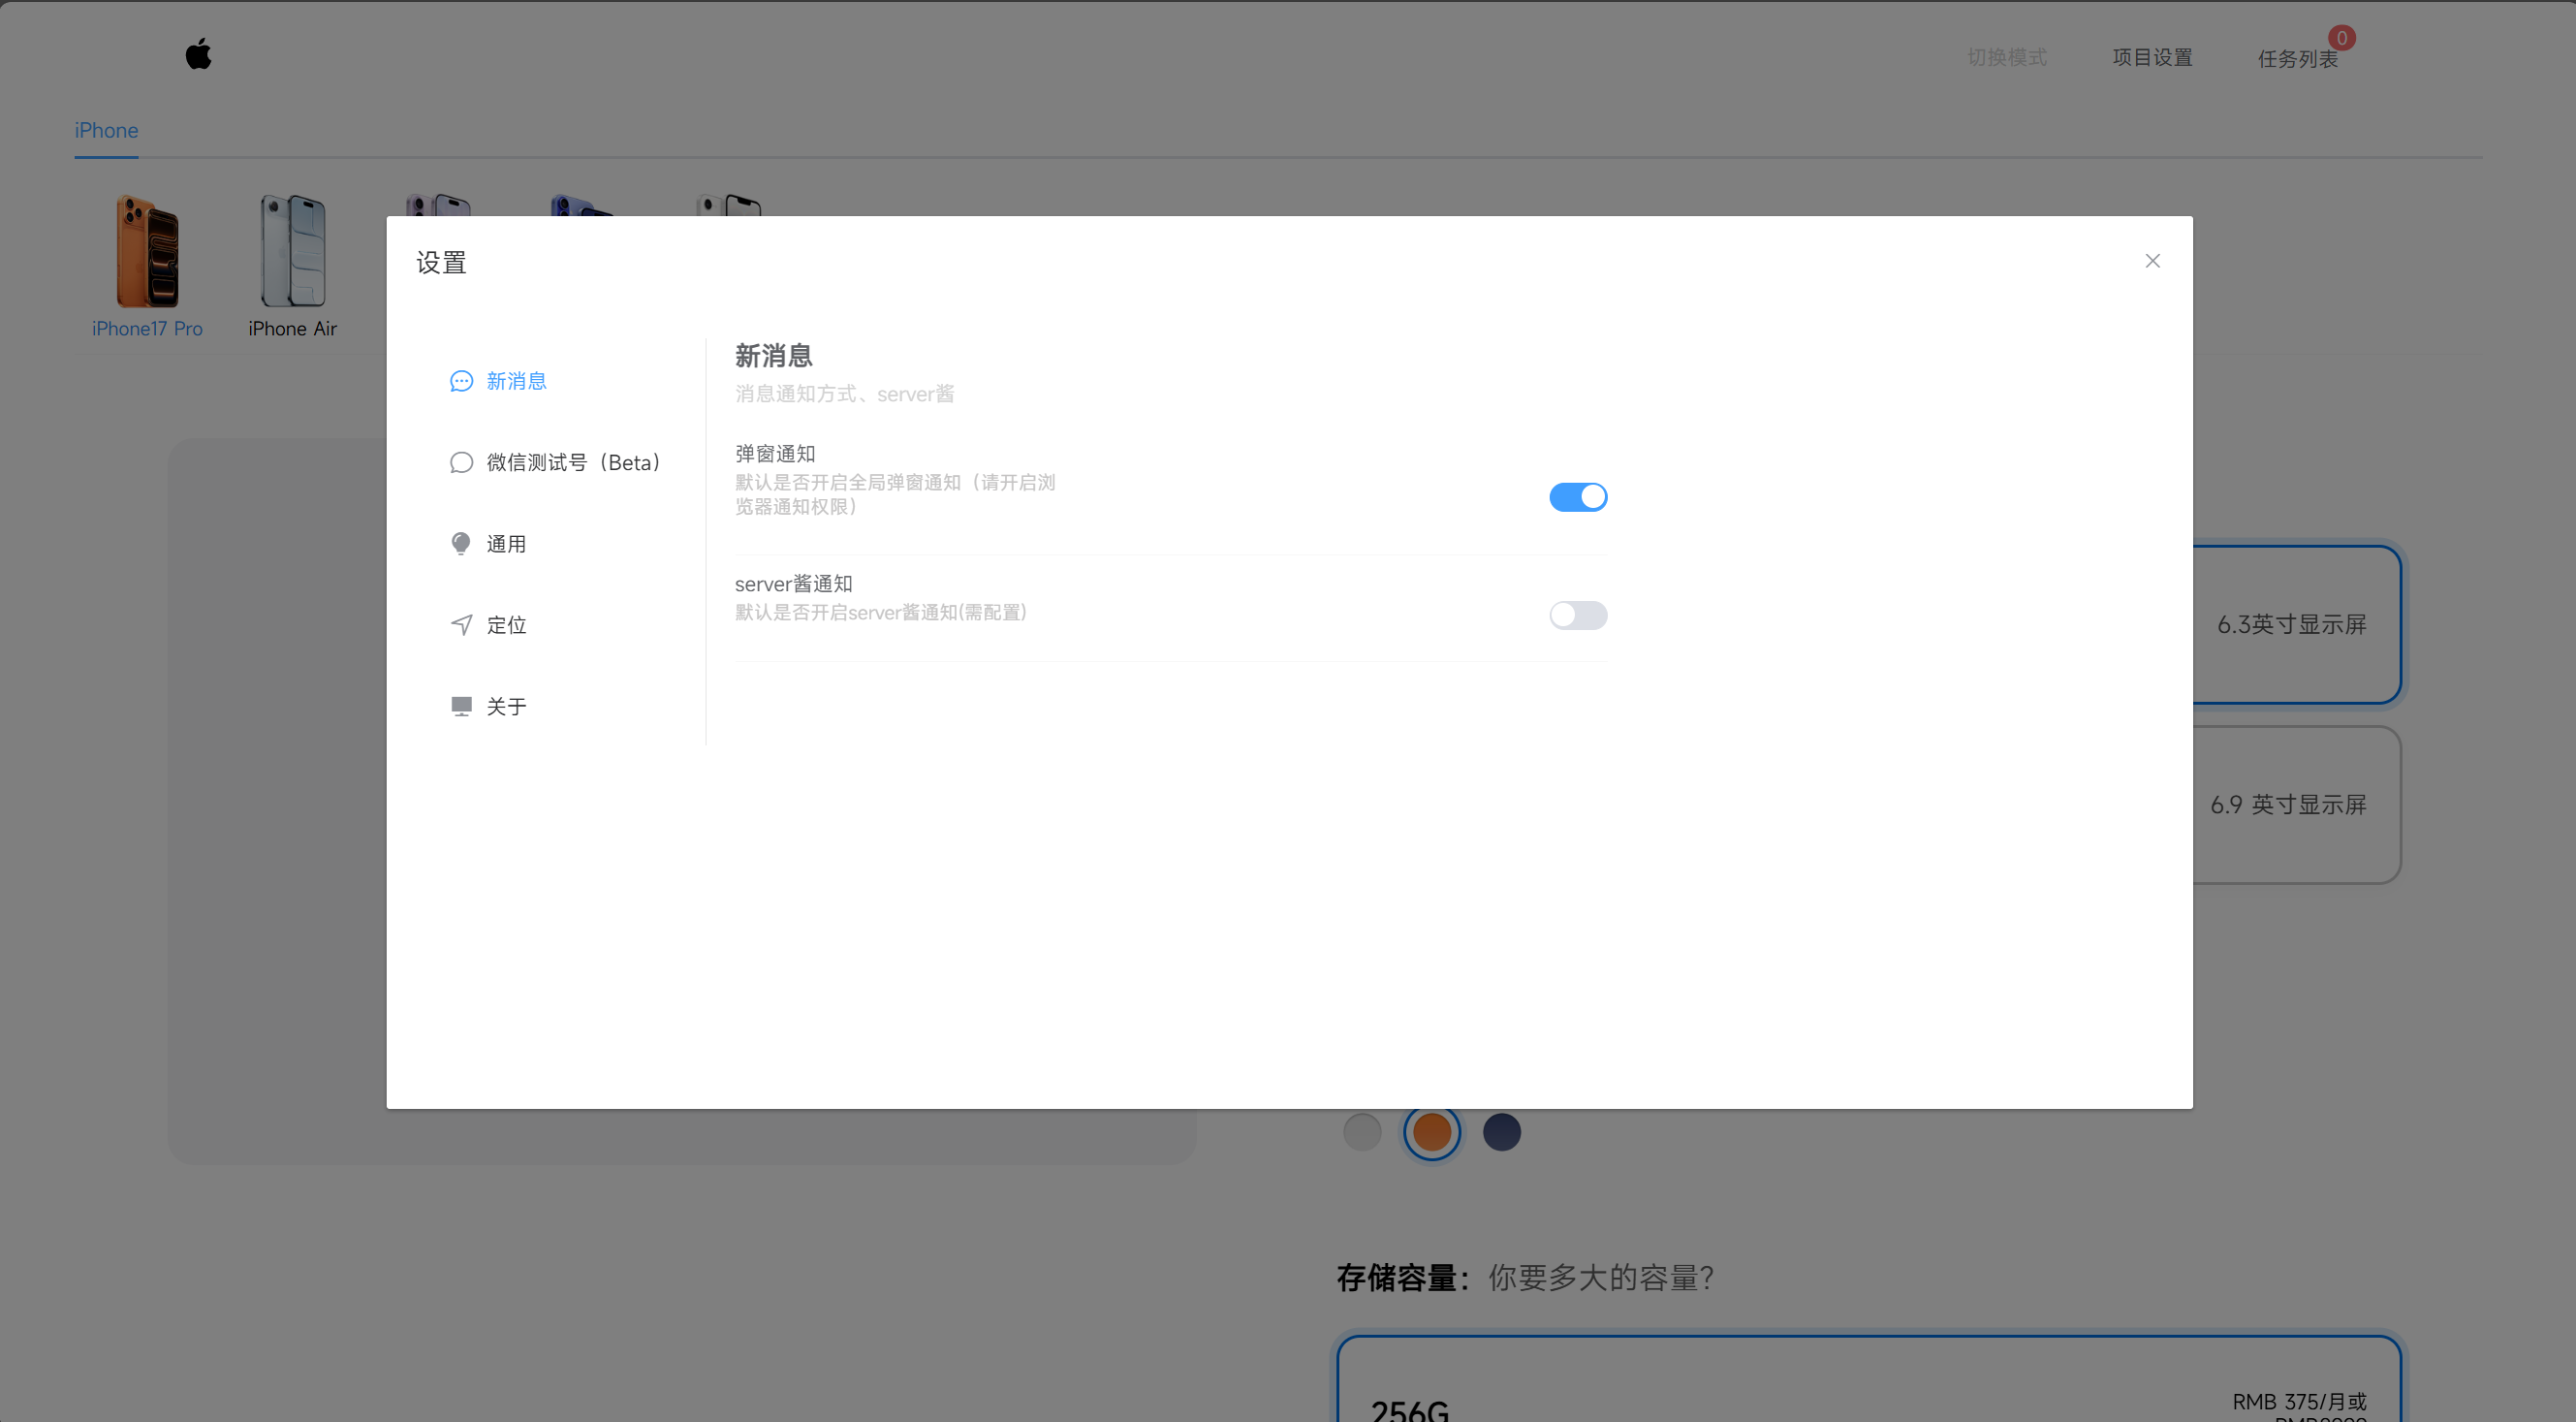 切换模式
项目设置
任务列表
0
iPhone
iPhone17 Pro
iPhone Air
设置
新消息
微信测试号（Beta）
通用
定位
关于
新消息
消息通知方式、server酱
弹窗通知
默认是否开启全局弹窗通知（请开启浏
览器通知权限）
server酱通知
默认是否开启server酱通知(需配置)
6.3英寸显示屏
6.9 英寸显示屏
存储容量：你要多大的容量？
256G
RMB 375/月或